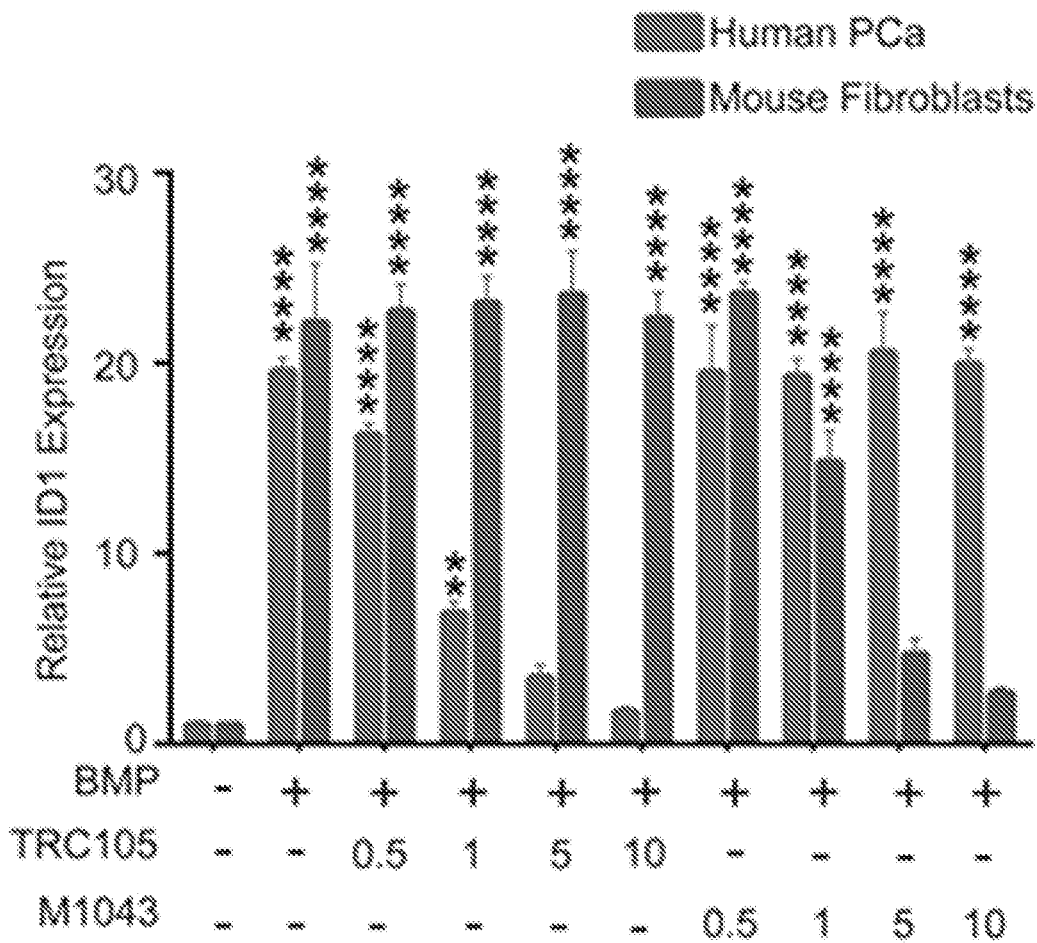 Human PCa
Mouse Fibroblasts
**** **** **** **** **** **** **** **** **** **** **** **** **** ** ****
30
20
10
0
Relative ID1 Expression
BMP - + + + + + + + + +
TRC105 - - 0.5 1 5 10 - - - -
M1043 - - - - - - 0.5 1 5 10